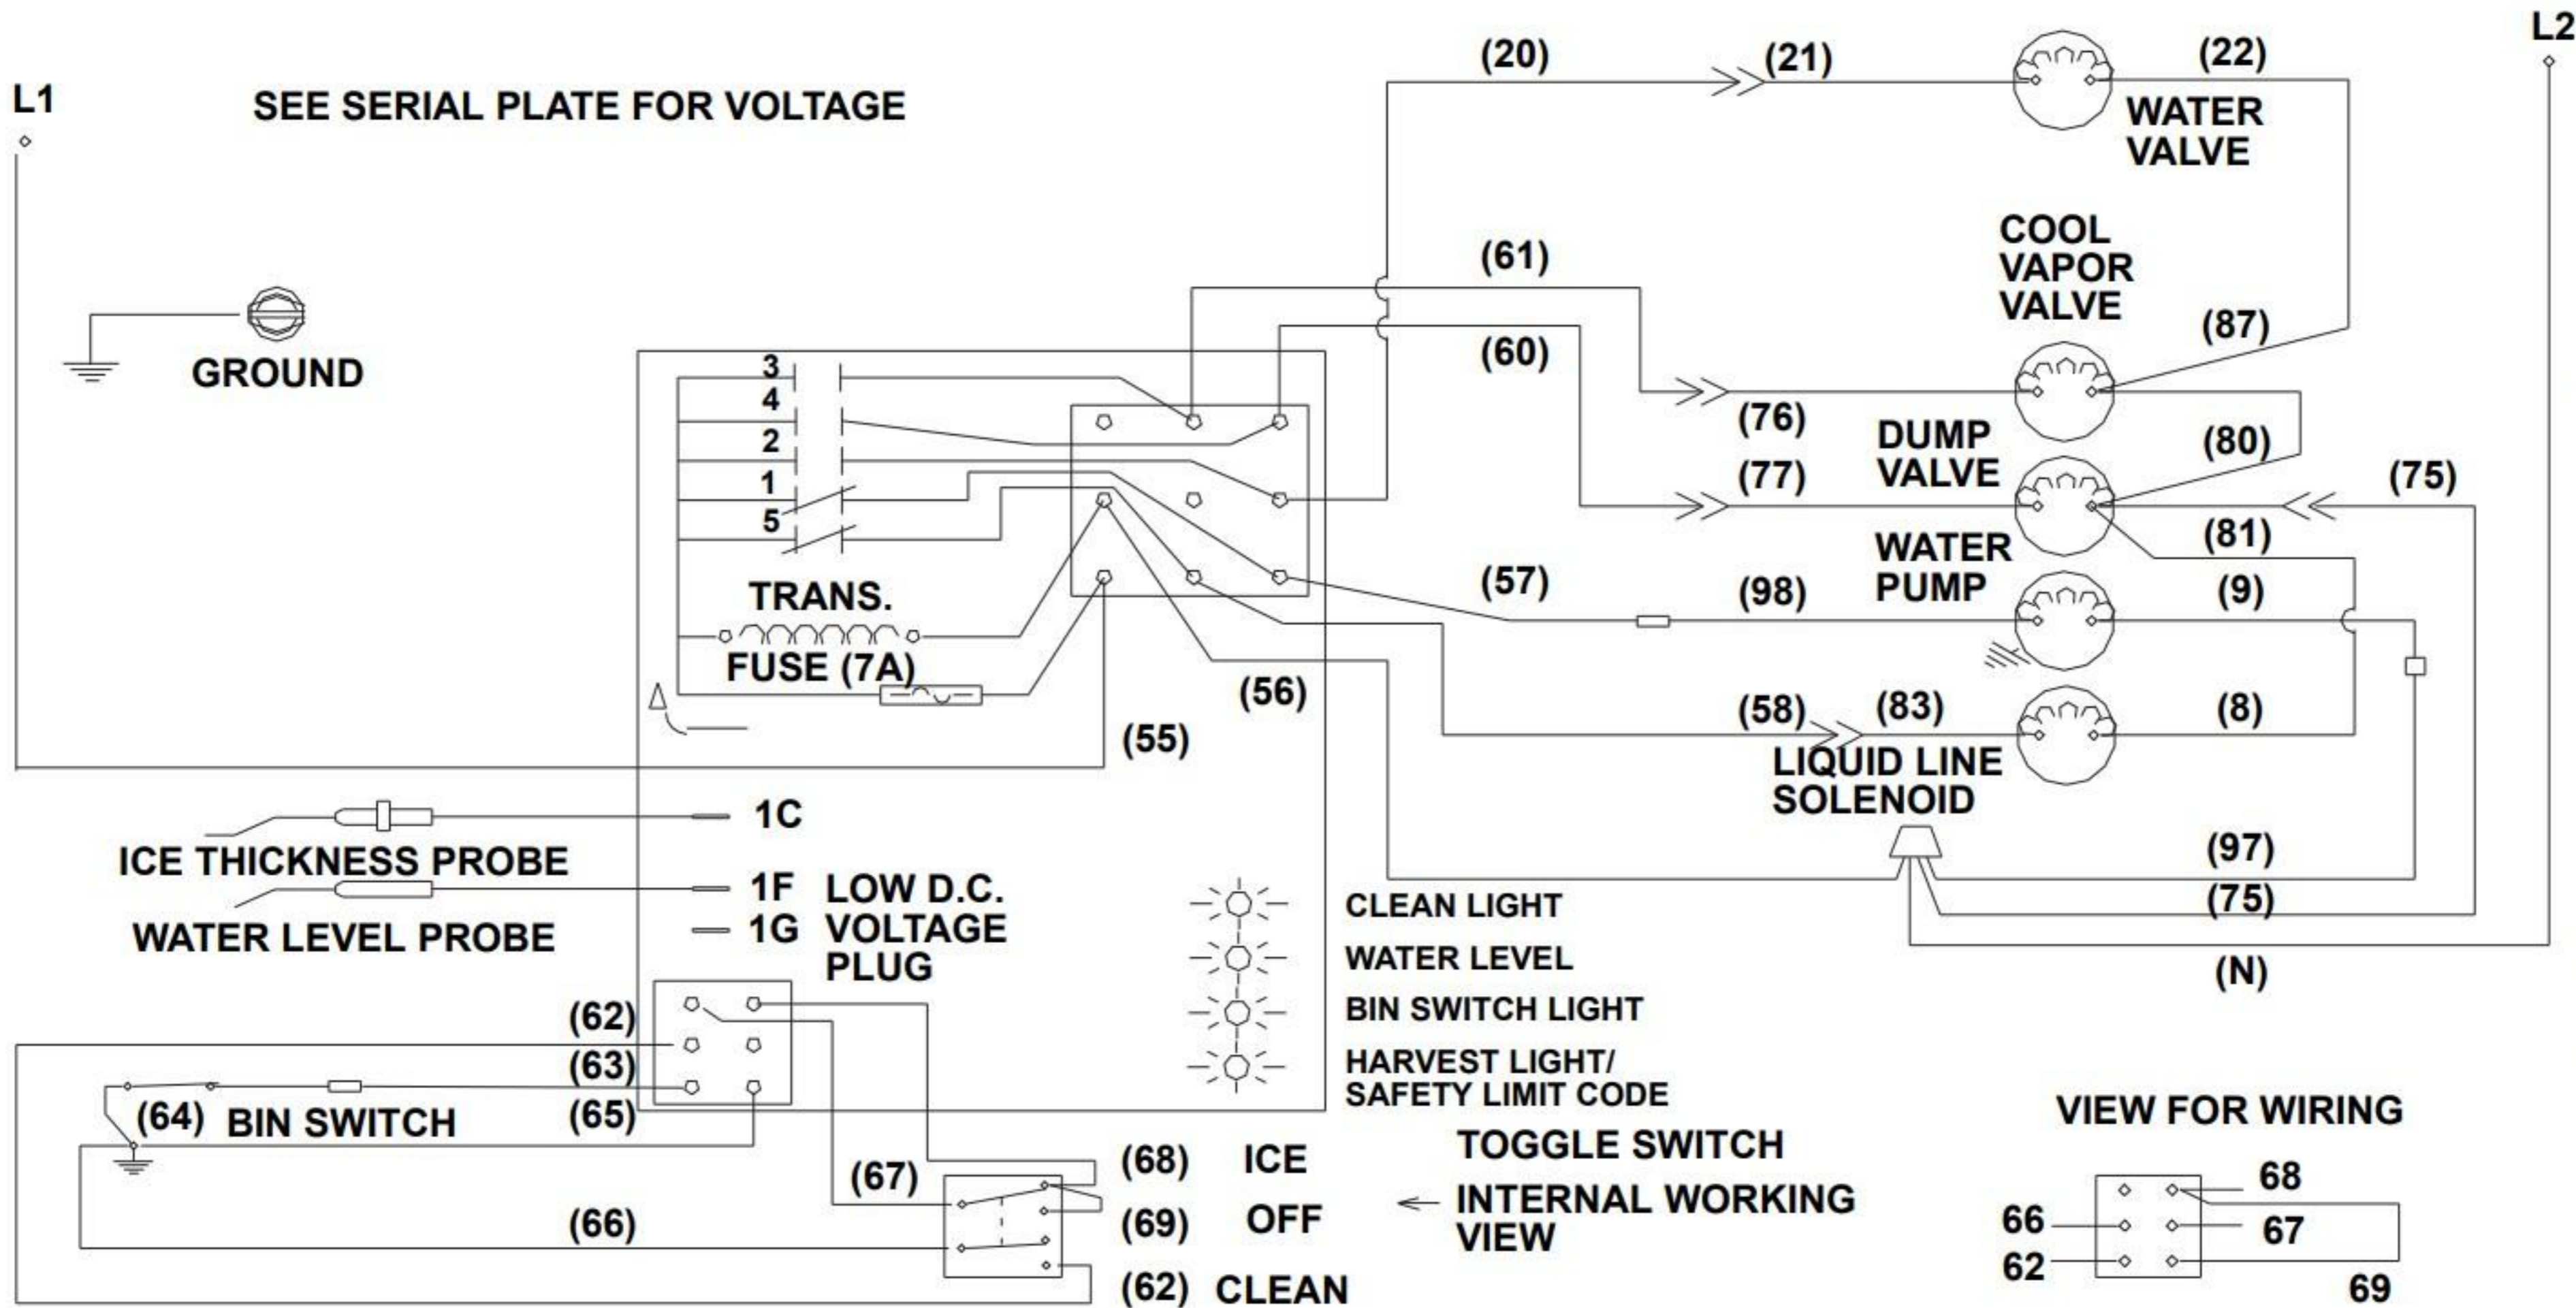 L1
SEE SERIAL PLATE FOR VOLTAGE
(20)
(21)
(22)
L2
WATER
VALVE
GROUND
(61)
(60)
COOL
VAPOR
VALVE
(87)
(76)
DUMP
VALVE
(80)
(77)
(75)
3
4
2
1
5
TRANS.
FUSE (7A)
(81)
WATER
PUMP
(57)
(98)
(9)
(56)
(55)
(58)
(83)
(8)
LIQUID LINE
SOLENOID
(97)
(75)
(N)
1C
ICE THICKNESS PROBE
1F
1G
LOW D.C.
VOLTAGE
PLUG
WATER LEVEL PROBE
CLEAN LIGHT
WATER LEVEL
BIN SWITCH LIGHT
HARVEST LIGHT/
SAFETY LIMIT CODE
(62)
(63)
(64)
BIN SWITCH
(65)
(67)
(66)
(68) ICE
(69) OFF
(62) CLEAN
TOGGLE SWITCH
INTERNAL WORKING
VIEW
VIEW FOR WIRING
68
66
67
62
69